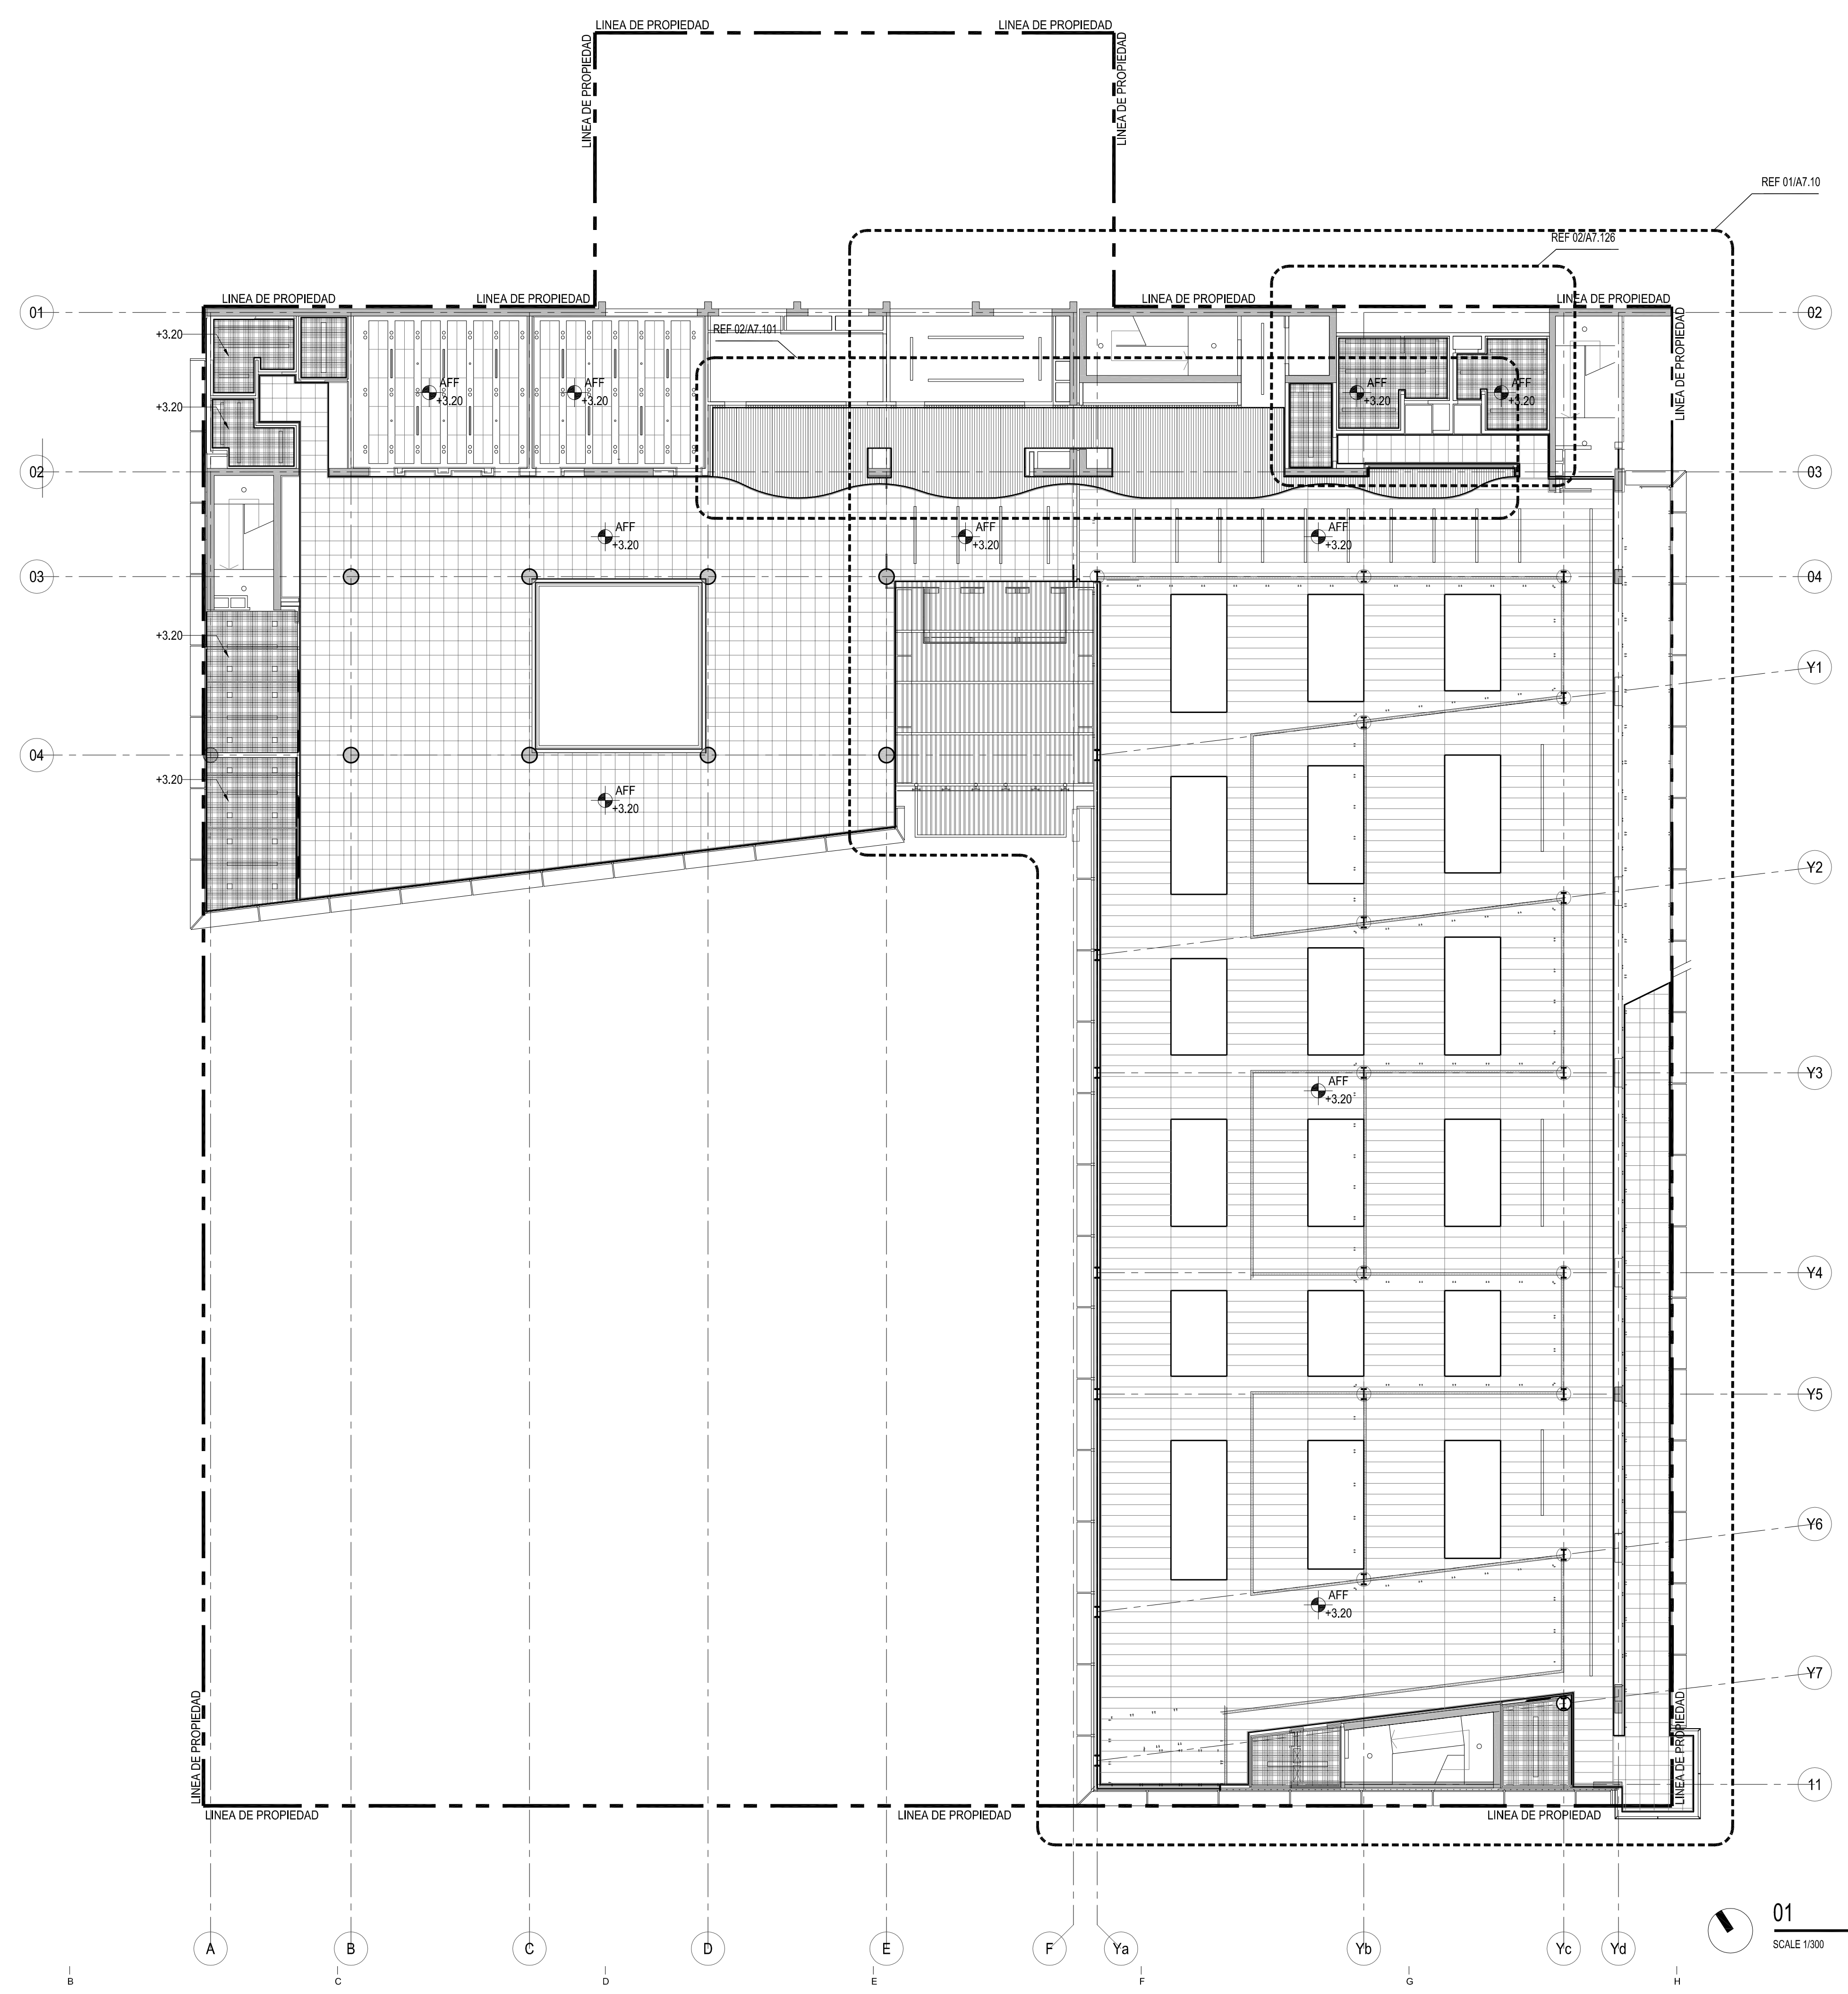 LINEA DE PROPIEDAD
LINEA DE PROPIEDAD
LINEA DE PROPIEDAD
LINEA DE PROPIEDAD
REF 01/A7.10
REF 02/A7.126
LINEA DE PROPIEDAD
LINEA DE PROPIEDAD
LINEA DE PROPIEDAD
LINEA DE PROPIEDAD
01
02
+3.20
REF 02/A7.101
LINEA DE PROPIEDAD
AFF
+3.20
AFF
+3.20
AFF
+3.20
AFF
+3.20
+3.20
02
03
AFF
+3.20
AFF
+3.20
AFF
+3.20
03
04
+3.20
Y1
04
+3.20
AFF
+3.20
Y2
Y3
AFF
+3.20
Y4
Y5
Y6
AFF
+3.20
Y7
LINEA DE PROPIEDAD
LINEA DE PROPIEDAD
11
LINEA DE PROPIEDAD
LINEA DE PROPIEDAD
LINEA DE PROPIEDAD
01
SCALE 1/300
A
B
C
D
E
F
Ya
Yb
Yc
Yd
B
C
D
E
F
G
H